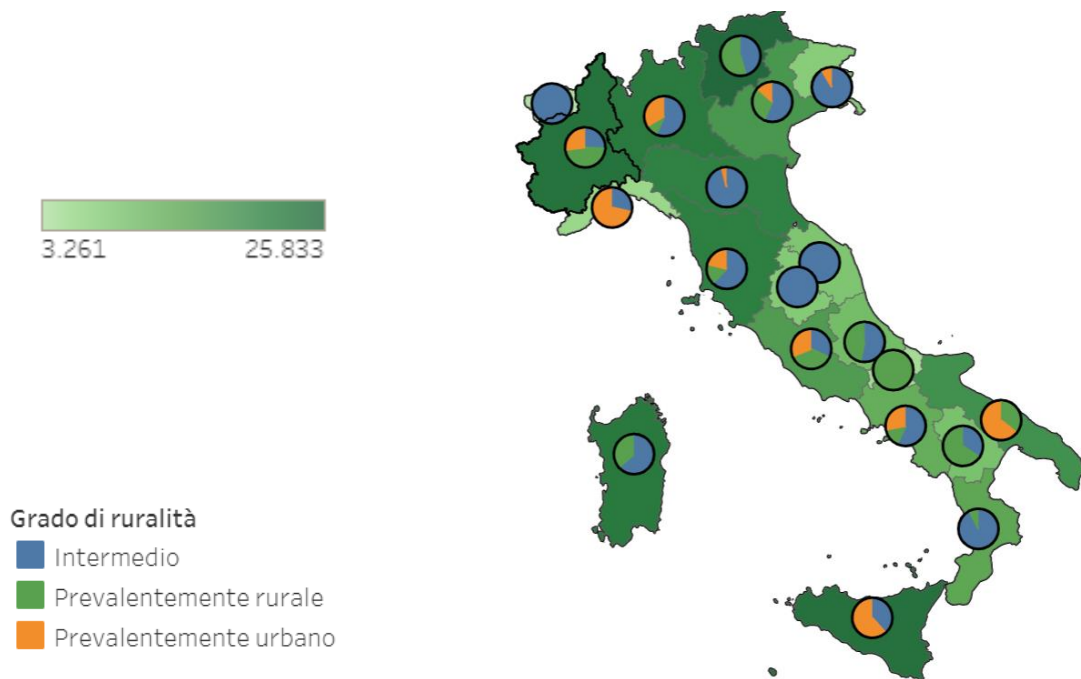 3.261 25.833
Grado di ruralità
Intermedio
Prevalentemente rurale
Prevalentemente urbano